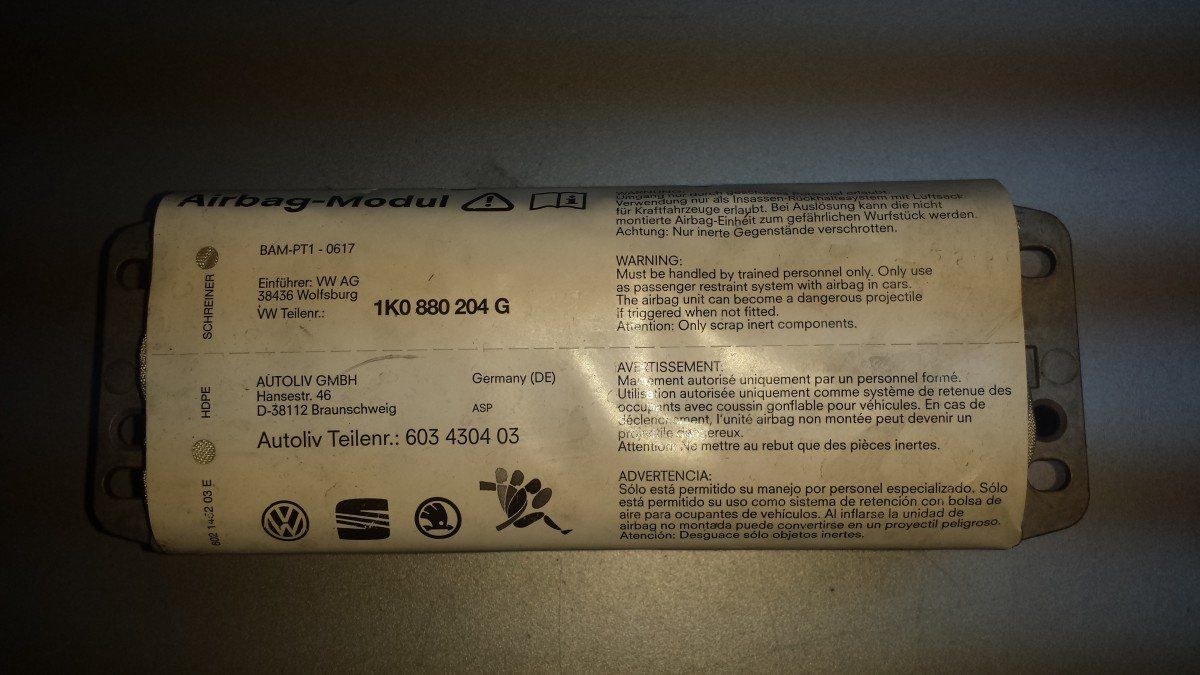 Airbag-Modul
BAM-PT1 - 0617
Einführer: VW AG
38436 Wolfsburg
VW Teilenr.: 1K0 880 204 G
SCHREINER
HDPE
AUTOLIV GMBH
Hansestr. 46
D-38112 Braunschweig
Germany (DE)
ASP
Autoliv Teilenr.: 603 4304 03
03 E
WARNUNG:
Umgang nur durch geschultes Personal erlaubt.
Verwendung nur als Insassen-Rückhaltesystem mit Luftsack
für Kraftfahrzeuge erlaubt. Bei Auslösung kann die nicht
montierte Airbag-Einheit zum gefährlichen Wurfstück werden.
Achtung: Nur inerte Gegenstände verschrotten.
WARNING:
Must be handled by trained personnel only. Only use
as passenger restraint system with airbag in cars.
The airbag unit can become a dangerous projectile
if triggered when not fitted.
Attention: Only scrap inert components.
AVERTISSEMENT:
Maniement autorisé uniquement par un personnel formé.
Utilisation autorisée uniquement comme système de retenue des
occupants avec coussin gonflable pour véhicules. En cas de
déclenchement, l'unité airbag non montée peut devenir un
projectile dangereux.
Attention: Ne mettre au rebut que des pièces inertes.
ADVERTENCIA:
Sólo está permitido su manejo por personel especializado. Sólo
está permitido su uso como sistema de retención con bolsa de
aire para ocupantes de vehículos. Al inflarse la unidad de
airbag no montada puede convertirse en un proyectil peligroso.
Atención: Desguace sólo objetos inertes.